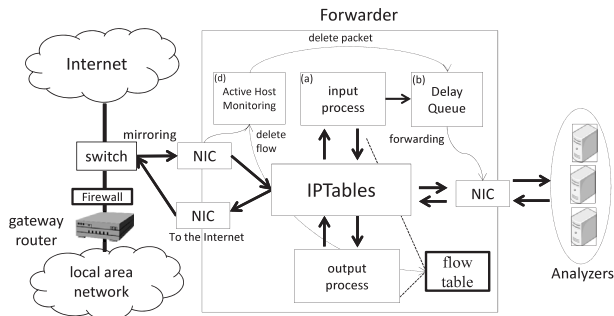 Forwarder
delete packet
Internet
(d)
Active Host
Monitoring
(a)
input
process
(b)
Delay
Queue
mirroring
delete
flow
forwarding
switch
NIC
IPTables
NIC
Firewall
NIC
gateway
router
To the Internet
local area
network
output
process
flow
table
Analyzers